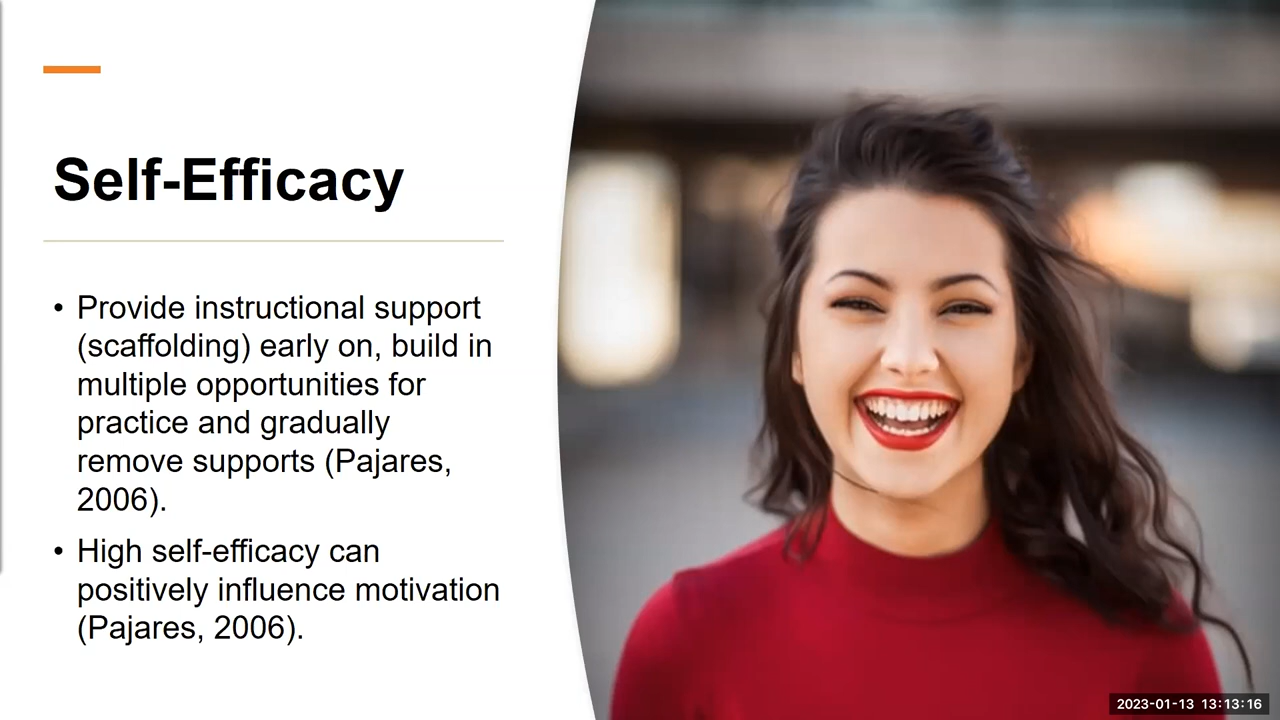 Self-Efficacy
• Provide instructional support
(scaffolding) early on, build in
multiple opportunities for
practice and gradually
remove supports (Pajares,
2006).
• High self-efficacy can
positively influence motivation
(Pajares, 2006).
2023-01-13 13:13:16